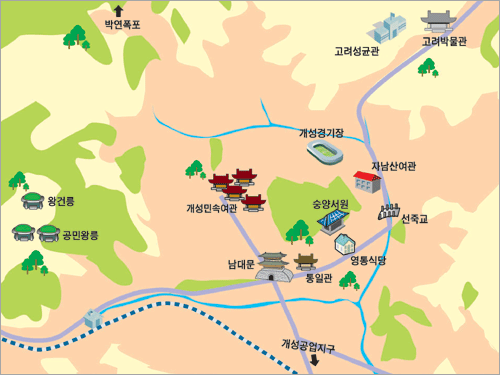 박연폭포
고려성균관
고려박물관
개성경기장
자남산여관
왕건릉
개성민속여관
숭양서원
선죽교
공민왕릉
남대문
통일관
영통식당
개성공업지구